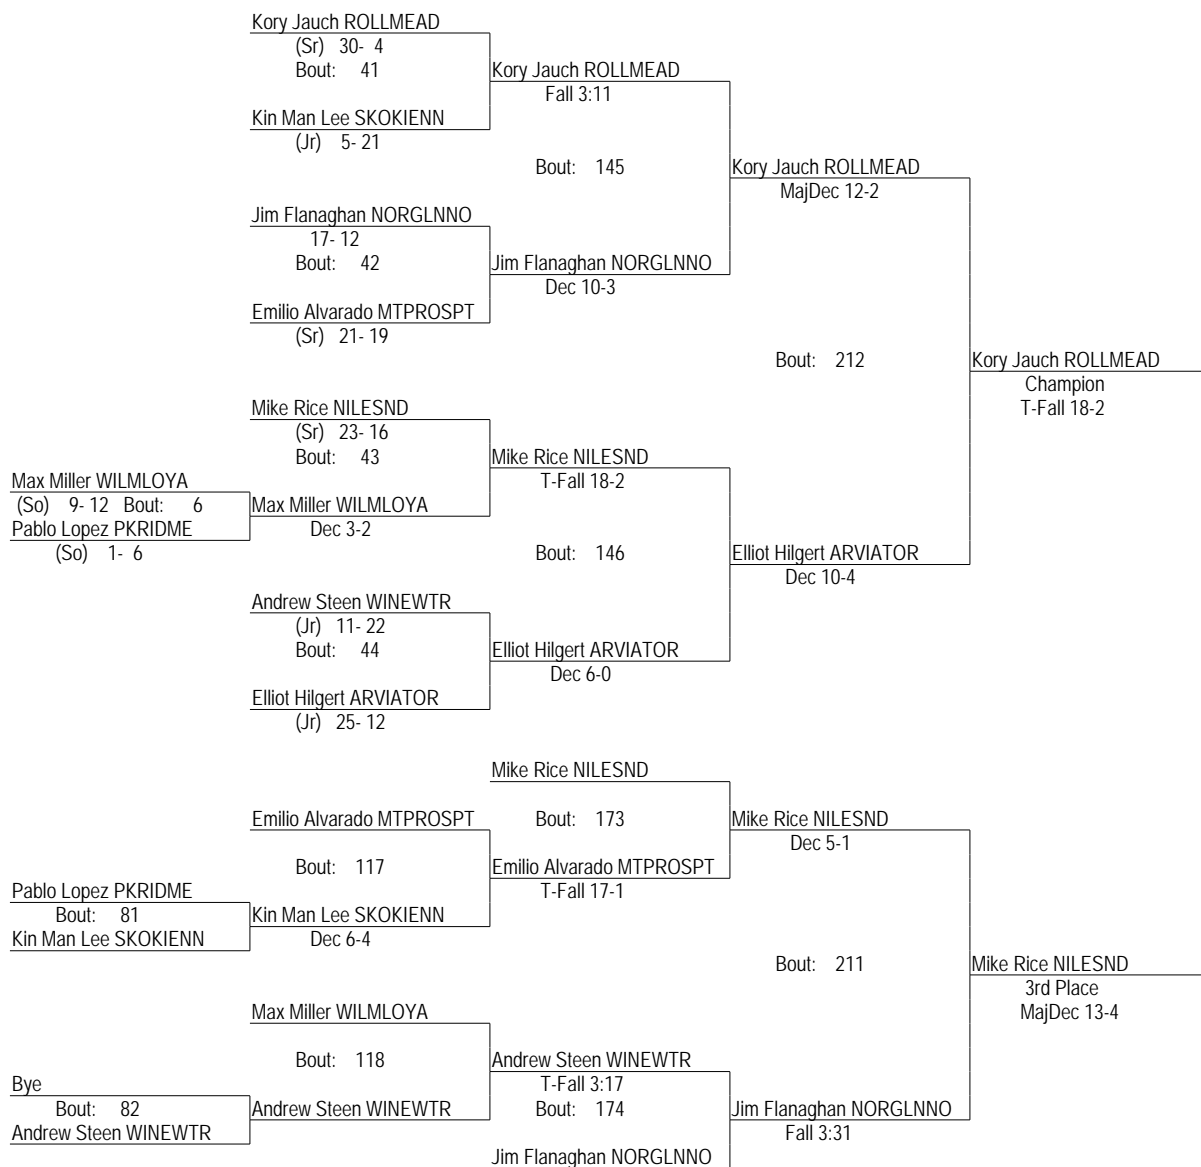 Kory Jauch ROLLMEAD
(Sr) 30- 4
Bout: 41
Kory Jauch ROLLMEAD
Fall 3:11
Kin Man Lee SKOKIENN
(Jr) 5- 21
Bout: 145
Kory Jauch ROLLMEAD
MajDec 12-2
Jim Flanaghan NORGLNNO
17- 12
Bout: 42
Jim Flanaghan NORGLNNO
Dec 10-3
Emilio Alvarado MTPROSPT
(Sr) 21- 19
Bout: 212
Kory Jauch ROLLMEAD
Champion
T-Fall 18-2
Mike Rice NILESND
(Sr) 23- 16
Bout: 43
Mike Rice NILESND
T-Fall 18-2
Max Miller WILMLOYA
(So) 9- 12 Bout: 6
Max Miller WILMLOYA
Dec 3-2
Pablo Lopez PKRIDME
(So) 1- 6
Bout: 146
Elliot Hilgert ARVIATOR
Dec 10-4
Andrew Steen WINEWTR
(Jr) 11- 22
Bout: 44
Elliot Hilgert ARVIATOR
Dec 6-0
Elliot Hilgert ARVIATOR
(Jr) 25- 12
Mike Rice NILESND
Emilio Alvarado MTPROSPT
Bout: 173
Mike Rice NILESND
Dec 5-1
Bout: 117
Emilio Alvarado MTPROSPT
T-Fall 17-1
Pablo Lopez PKRIDME
Bout: 81
Kin Man Lee SKOKIENN
Dec 6-4
Kin Man Lee SKOKIENN
Bout: 211
Mike Rice NILESND
3rd Place
MajDec 13-4
Max Miller WILMLOYA
Bout: 118
Andrew Steen WINEWTR
T-Fall 3:17
Bye
Bout: 82
Andrew Steen WINEWTR
Bout: 174
Jim Flanaghan NORGLNNO
Fall 3:31
Andrew Steen WINEWTR
Jim Flanaghan NORGLNNO